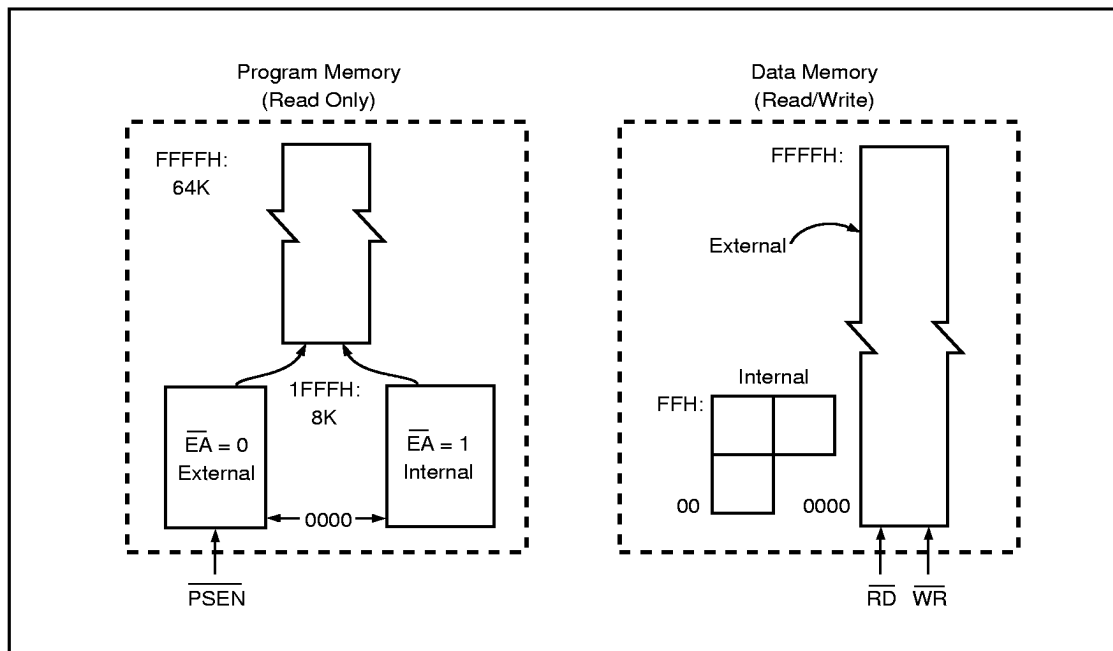 Program Memory
(Read Only)
FFFFH:
64K
1FFFH:
8K
EA = 0
External
EA = 1
Internal
0000
PSEN
Data Memory
(Read/Write)
FFFFH:
External
Internal
FFH:
00
0000
RD
WR